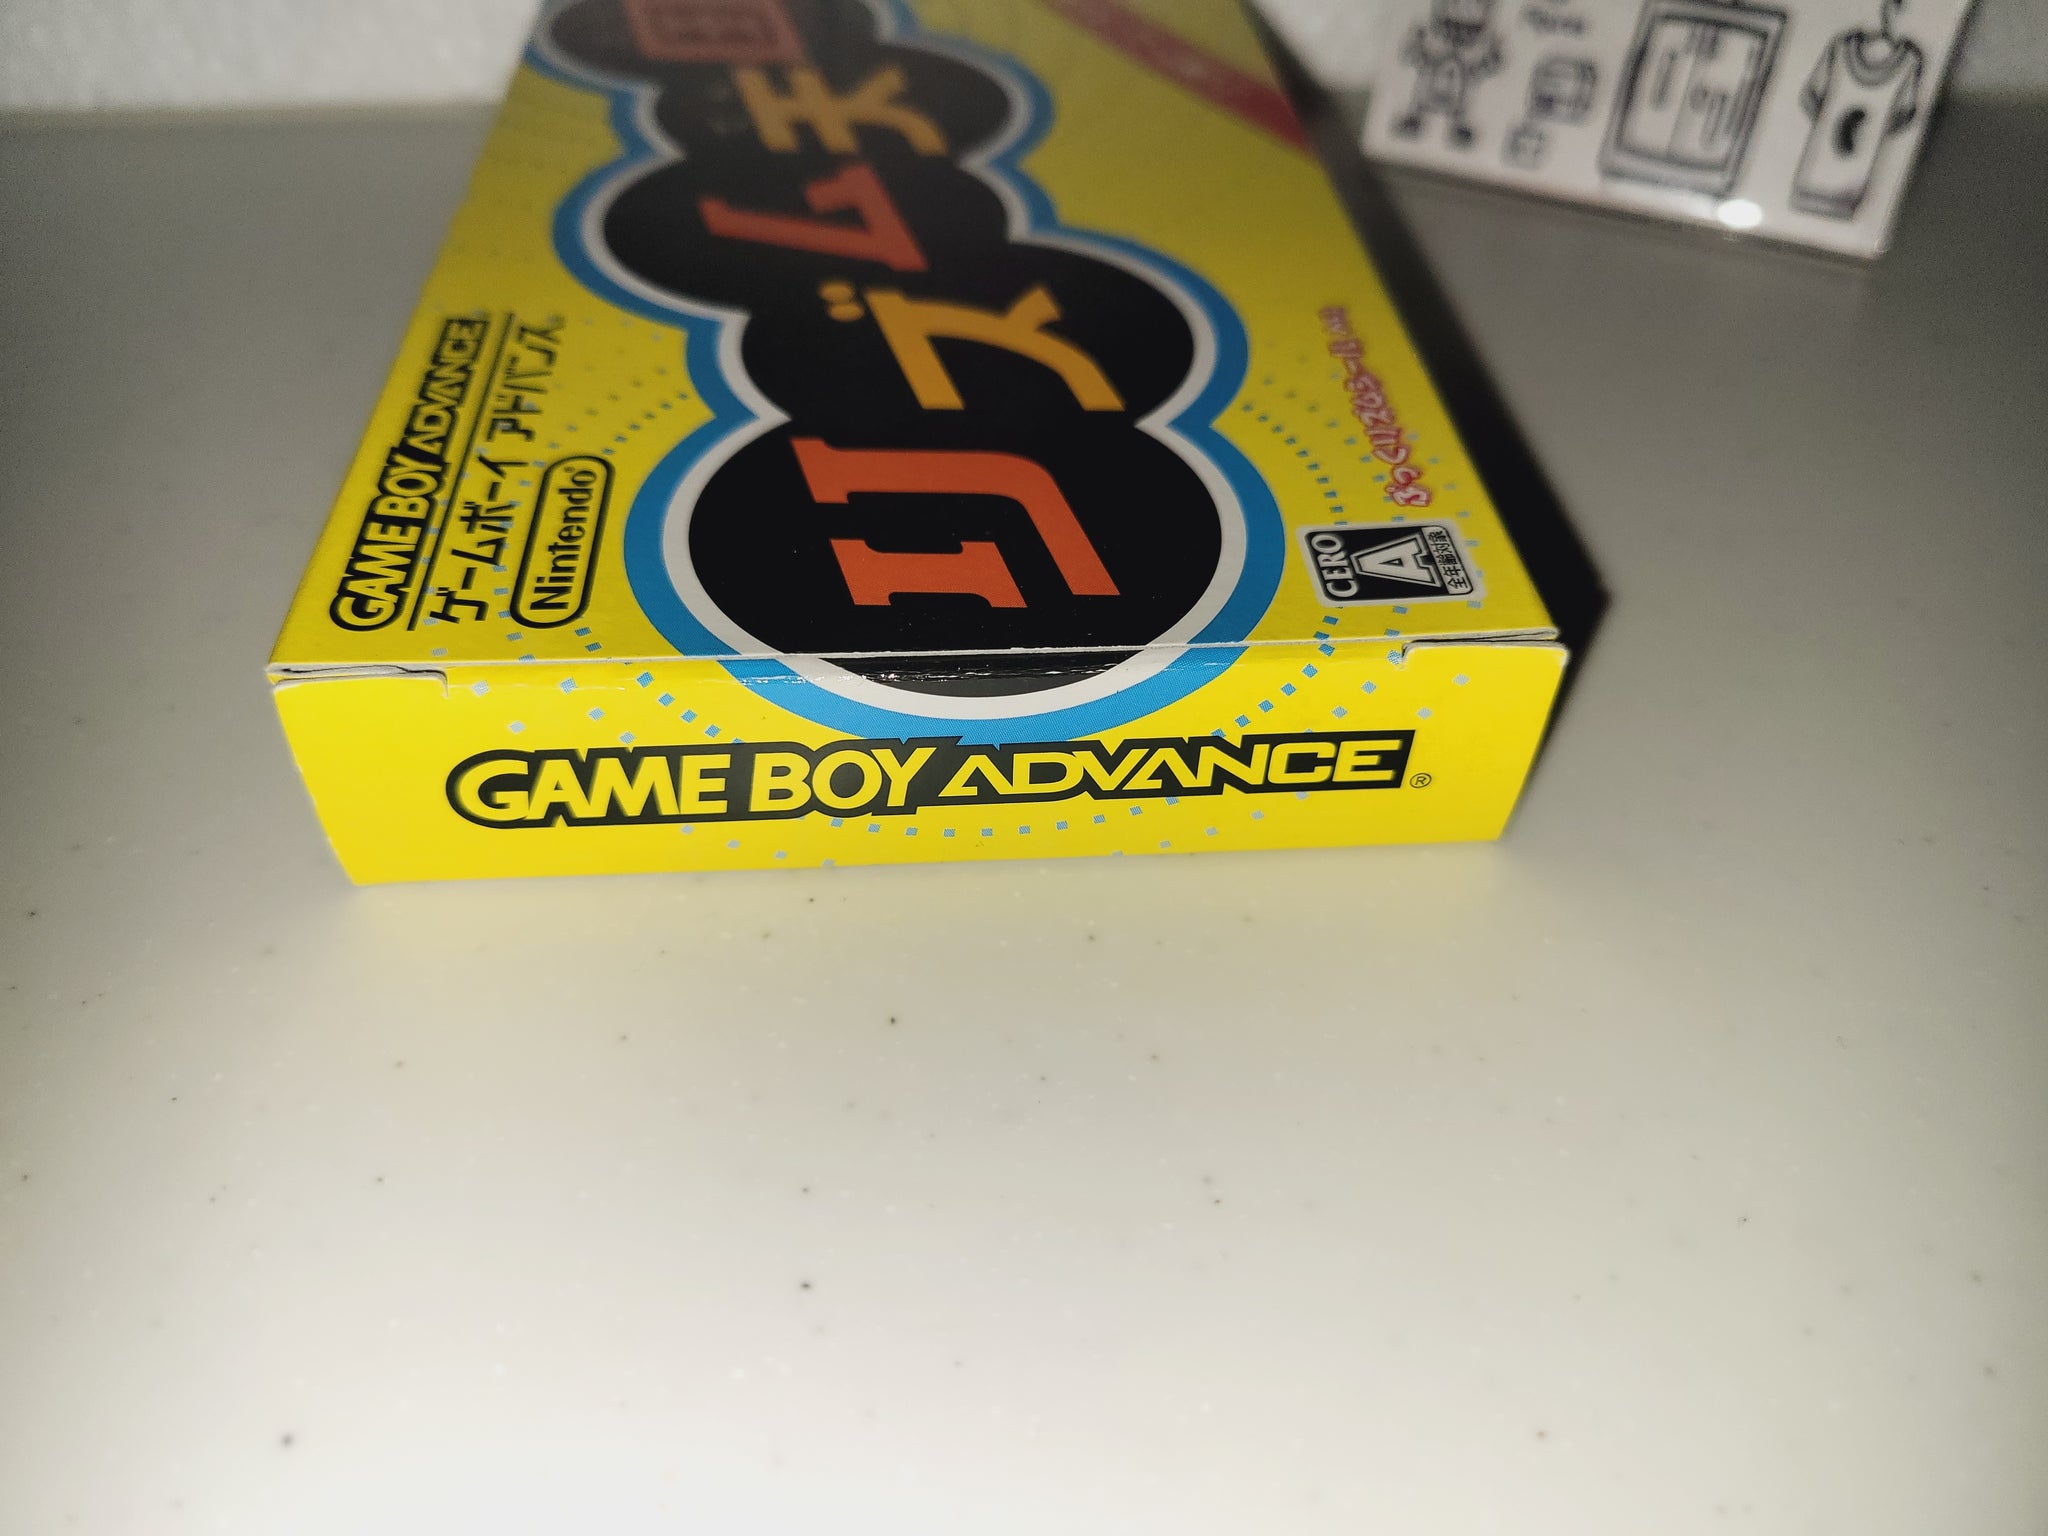 GAME BOY ADVANCE
ゲームボーイアドバンス
Nintendo®
リズム天
CERO
A
全年齢対象
GAME BOY ADVANCE®